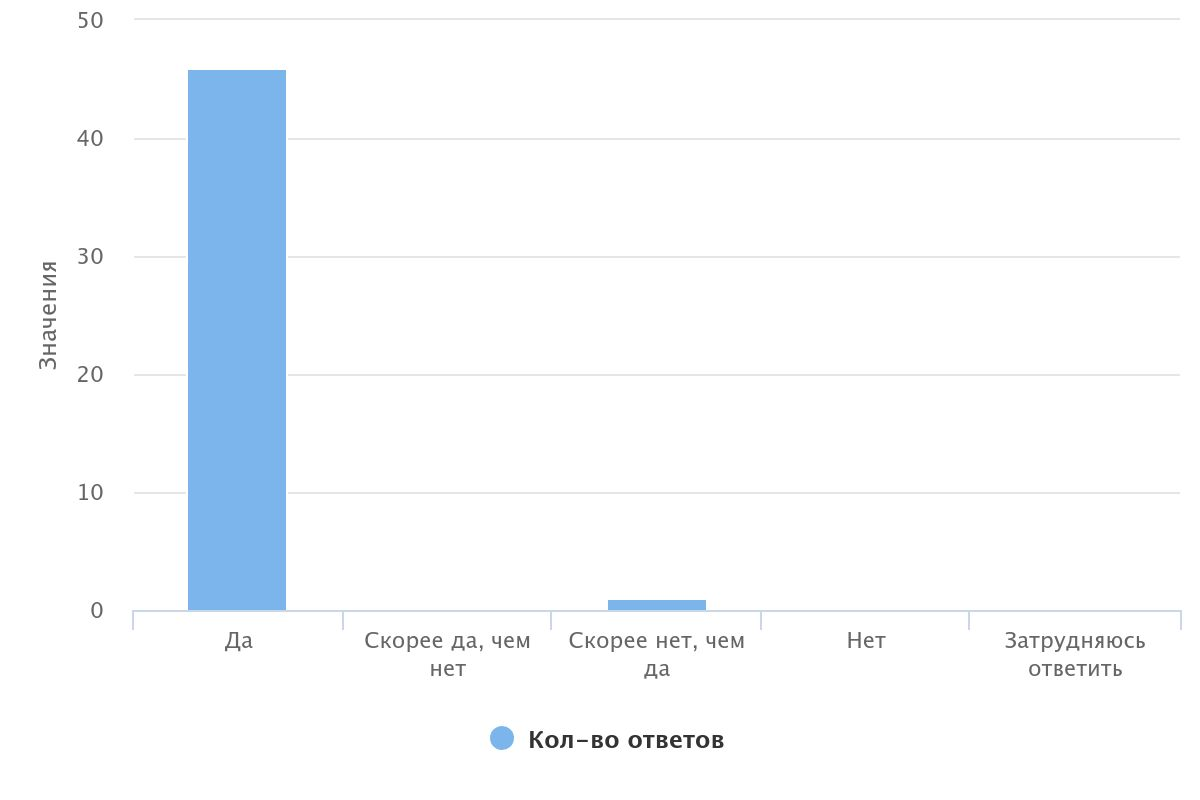 50
40
30
20
10
0
Значения
Да
Скорее да, чем
нет
Скорее нет, чем
да
Нет
Затрудняюсь
ответить
Кол-во ответов